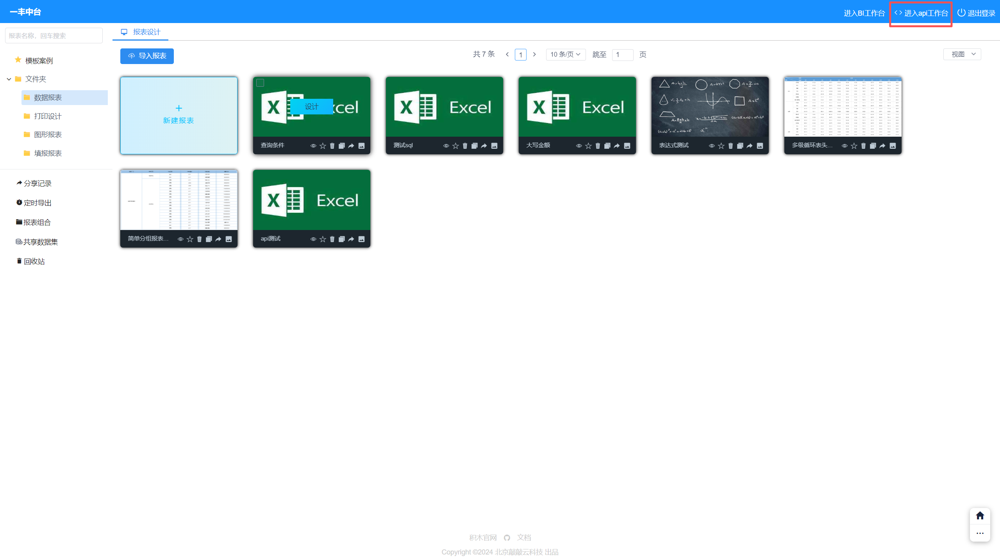 一丰中台
进入BI工作台
进入api工作台
退出登录
报表名称，回车搜索
报表设计
模板案例
文件夹
数据报表
打印设计
图形报表
填报报表
分享记录
定时导出
报表组合
共享数据集
回收站
导入报表
共 7 条
1
10 条/页
跳至
1
页
视图
新建报表
设计
Excel
查询条件
Excel
测试sql
Excel
大写金额
表达式测试
多级循环表头...
简单分组报表...
Excel
api测试
积木官网
文档
Copyright ©2024 北京敲敲云科技 出品